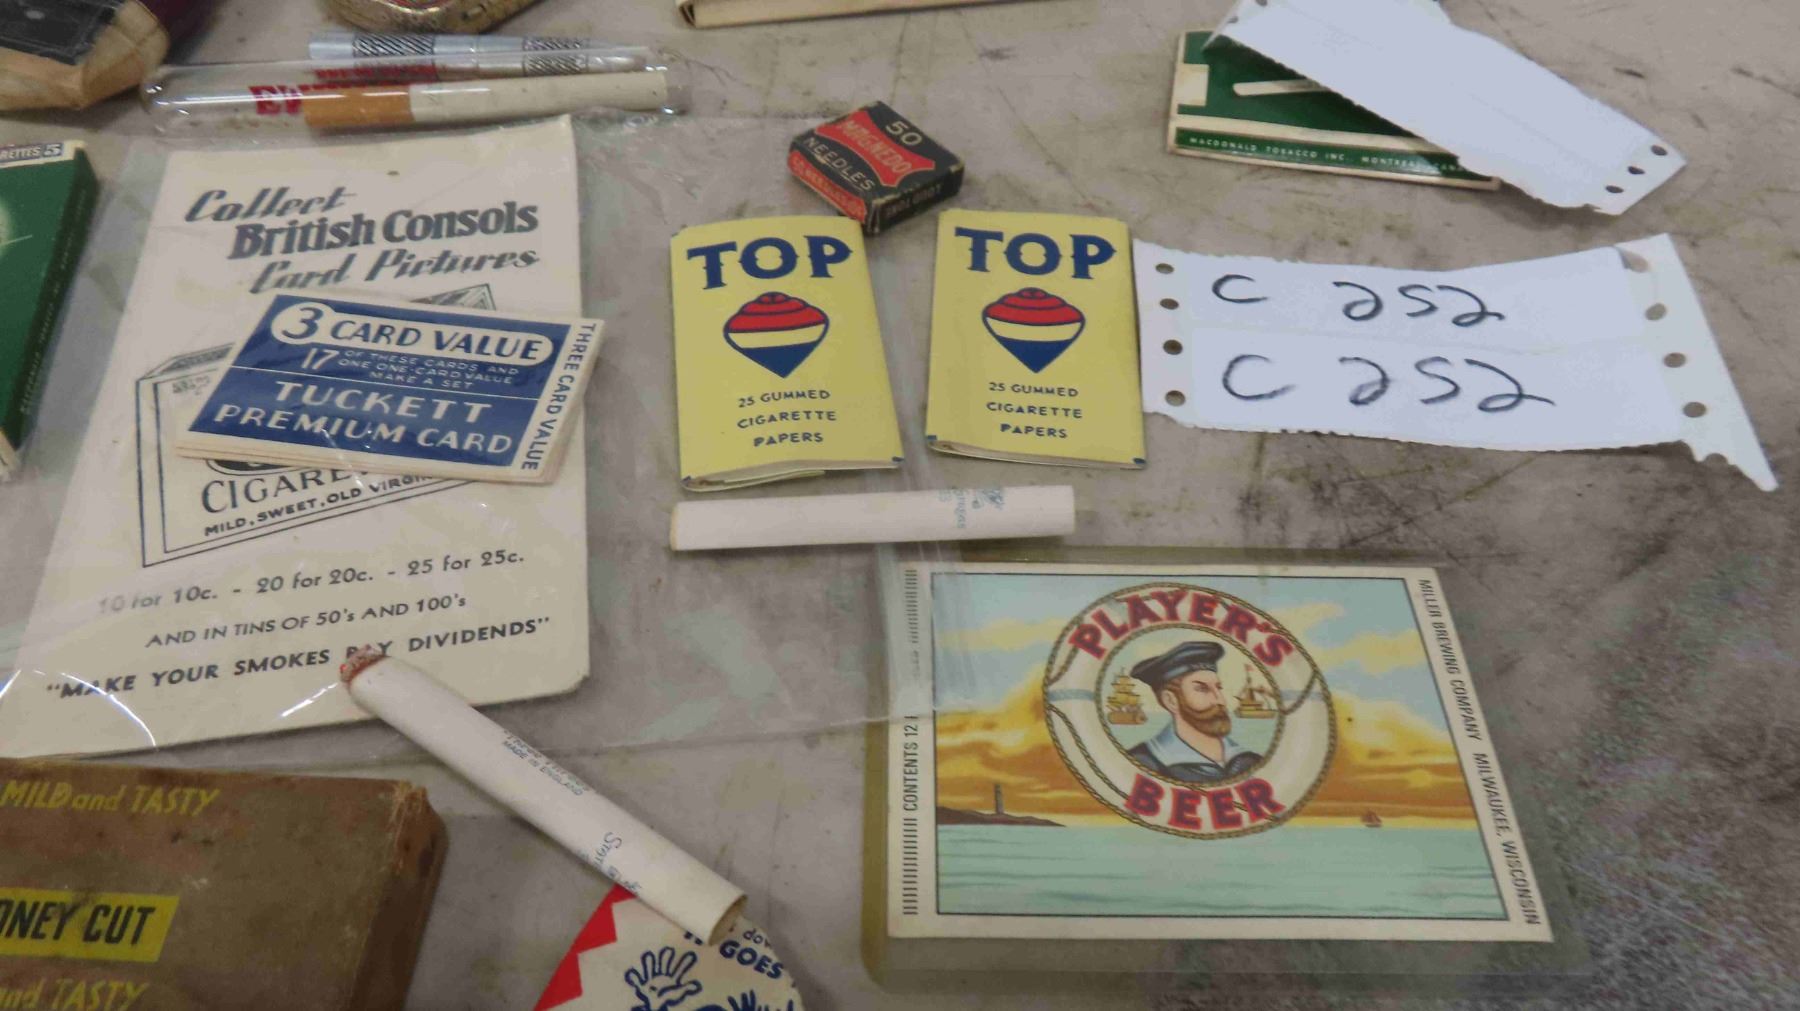 RETTES 5
Collect
British Consols
Card Pictures
3 CARD VALUE
17 OF THESE CARDS AND
ONE ONE-CARD VALUE
MAKE A SET
TUCKETT
PREMIUM CARD
THREE CARD VALUE
MILD, SWEET, OLD
10 for 10c. - 20 for 20c. - 25 for 25c.
AND IN TINS OF 50's AND 100's
"MAKE YOUR SMOKES PAY DIVIDENDS"
50
MAGNEDO
NEEDLES
TOP
25 GUMMED
CIGARETTE
PAPERS
TOP
25 GUMMED
CIGARETTE
PAPERS
MACDONALD TOBACCO INC., MONTREAL
C 252
C 252
MADE IN ENGLAND
PLAYER'S
BEER
CONTENTS 12
MILLER BREWING COMPANY MILWAUKEE, WISCONSIN
MILD and TASTY
ONEY CUT
and TASTY
GOES